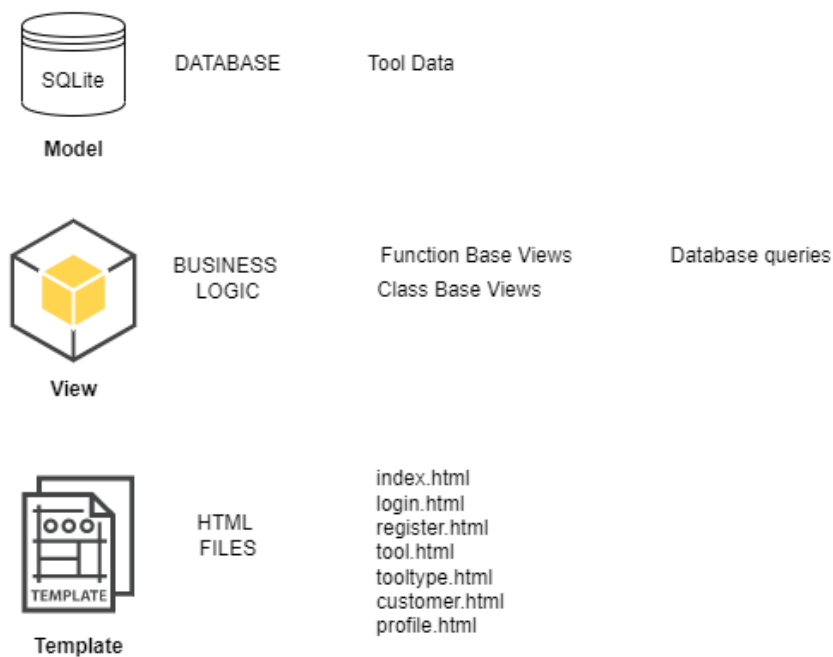 SQLite
DATABASE
Tool Data
Model
BUSINESS
LOGIC
Function Base Views
Class Base Views
Database queries
View
TEMPLATE
HTML
FILES
index.html
login.html
register.html
tool.html
tooltype.html
customer.html
profile.html
Template